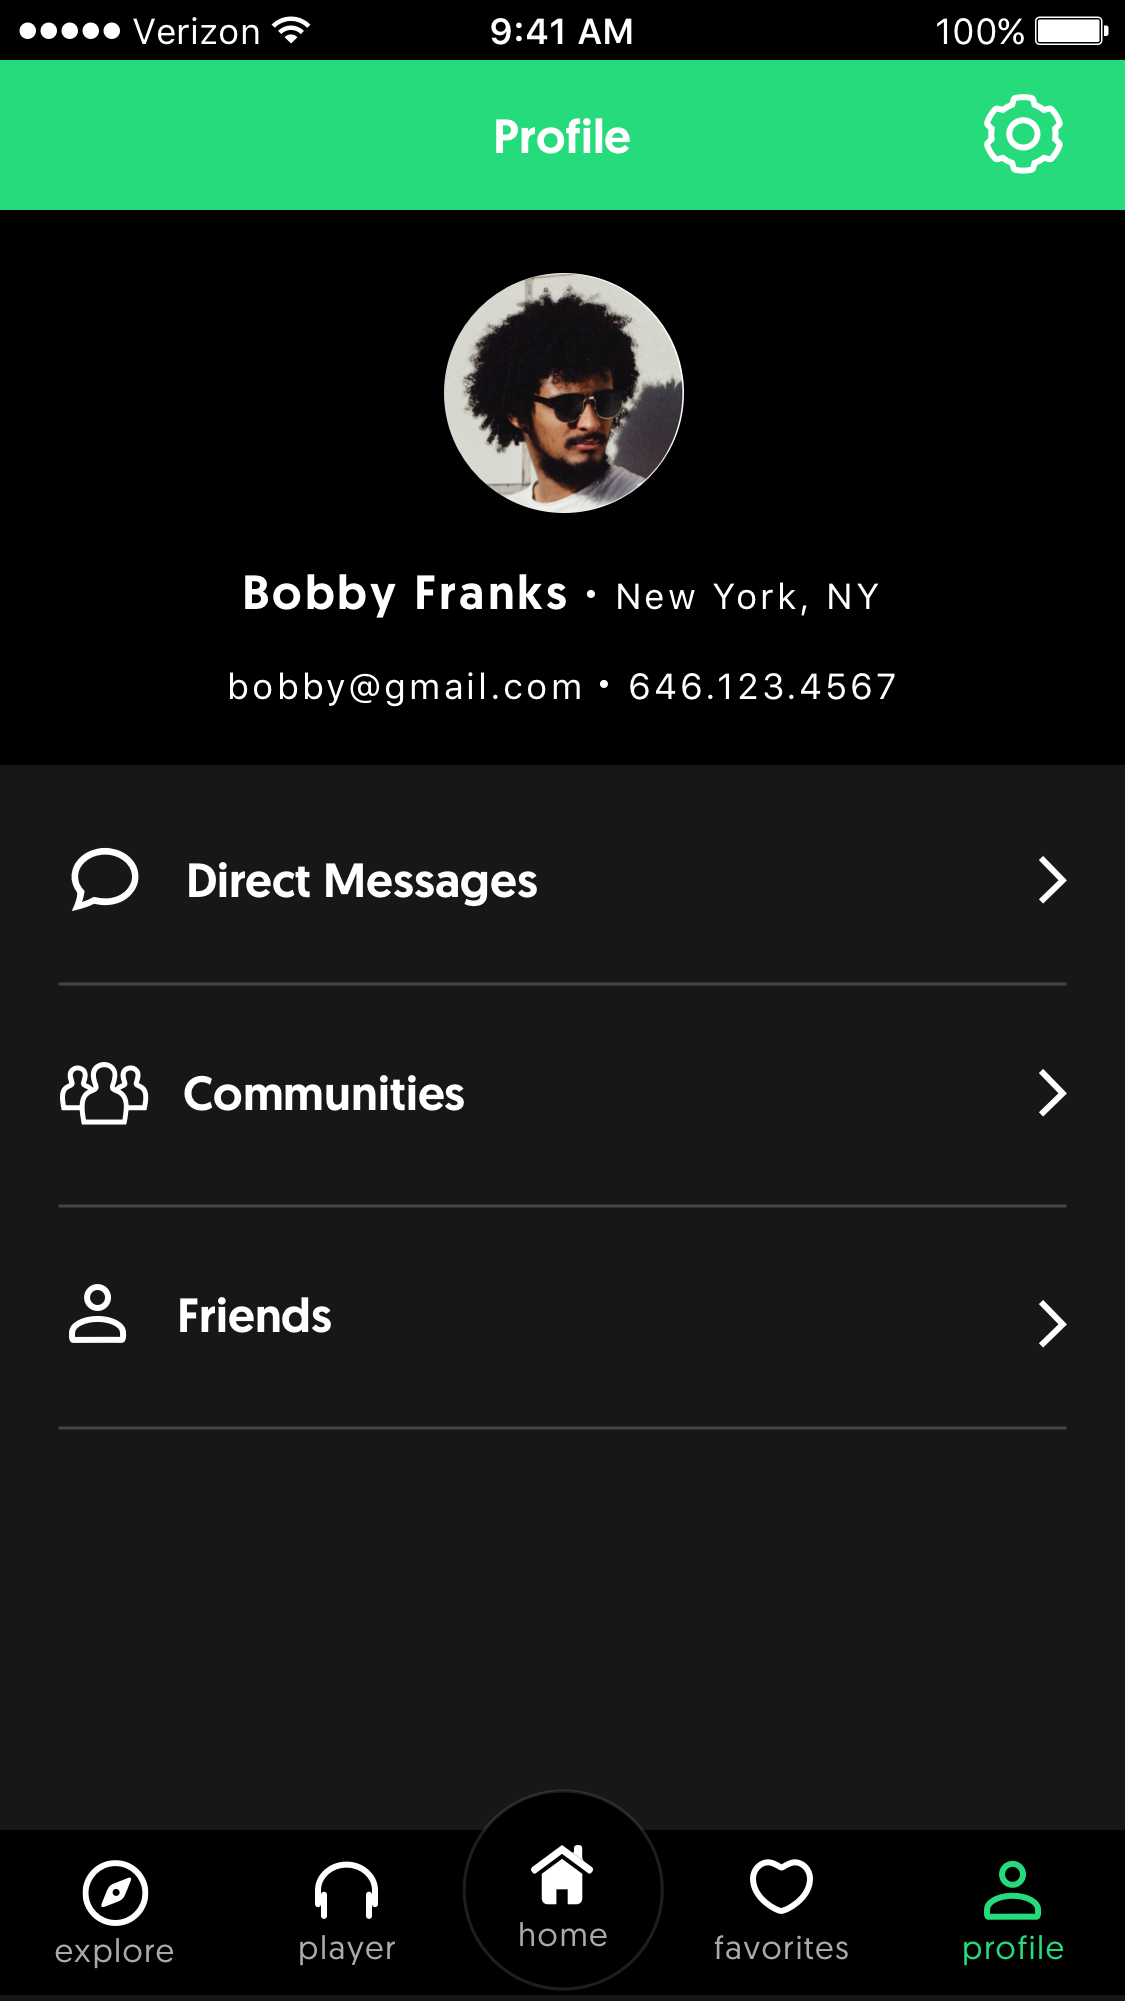 Verizon 9:41 AM 100%
Profile
Bobby Franks • New York, NY
bobby@gmail.com • 646.123.4567
Direct Messages
Communities
Friends
explore player home favorites profile